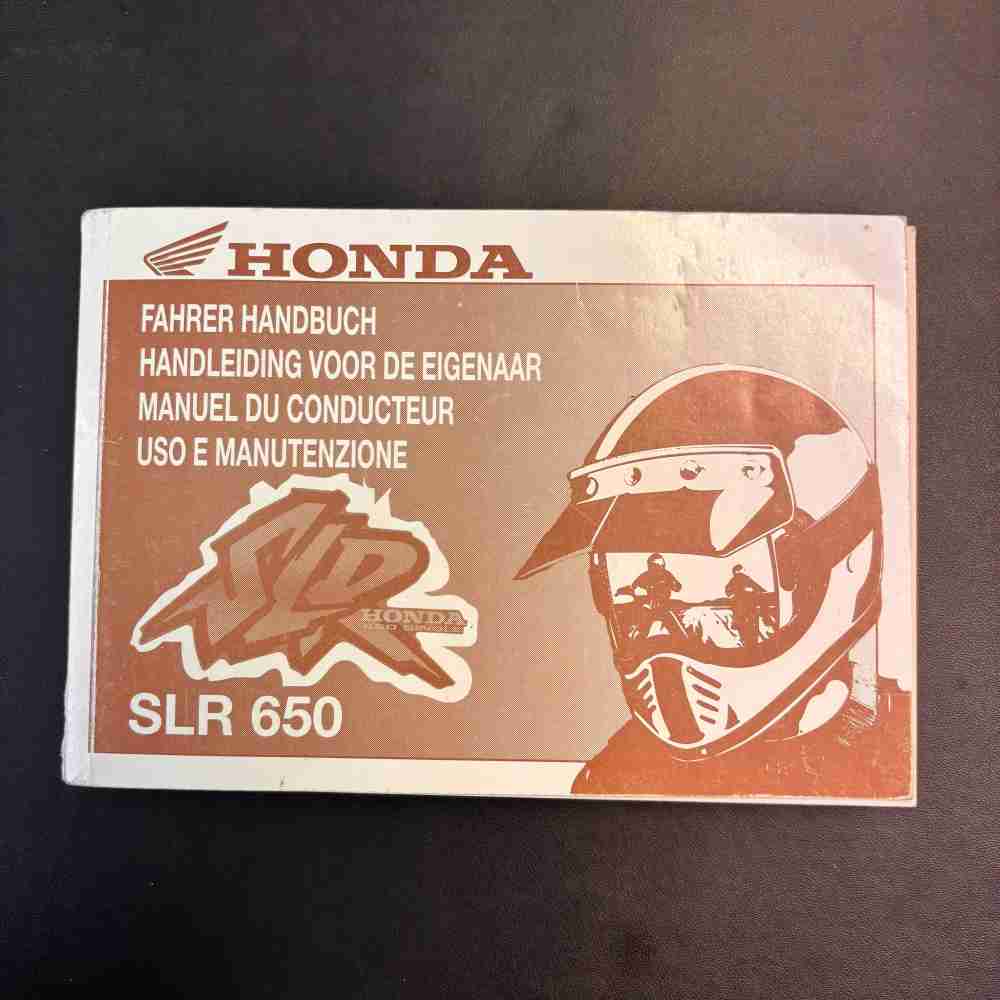 HONDA
FAHRER HANDBUCH
HANDLEIDING VOOR DE EIGENAAR
MANUEL DU CONDUCTEUR
USO E MANUTENZIONE
SLR
HONDA
SLR 650